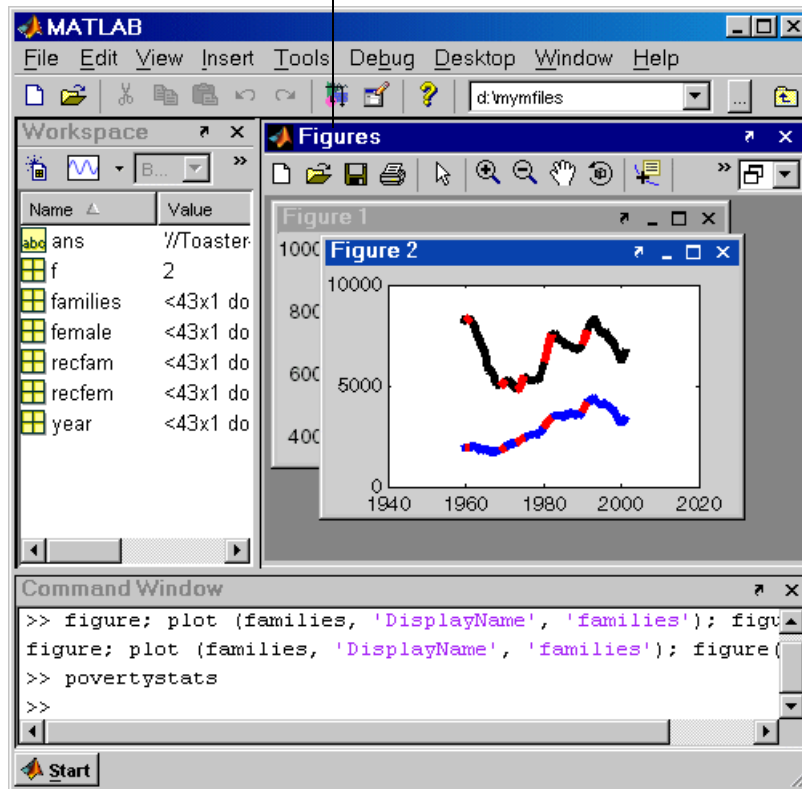 MATLAB
File Edit View Insert Tools Debug Desktop Window Help
d:\mymfiles
...
Workspace
B...
»
Name Value
abc ans '//Toaster-
f 2
families <43x1 do
female <43x1 do
recfam <43x1 do
recfem <43x1 do
year <43x1 do
Figures
»
Figure 1
1000
800
600
400
Figure 2
10000
5000
0
1940 1960 1980 2000 2020
Command Window
>> figure; plot (families, 'DisplayName', 'families'); figu
figure; plot (families, 'DisplayName', 'families'); figure(
>> povertystats
>>
Start